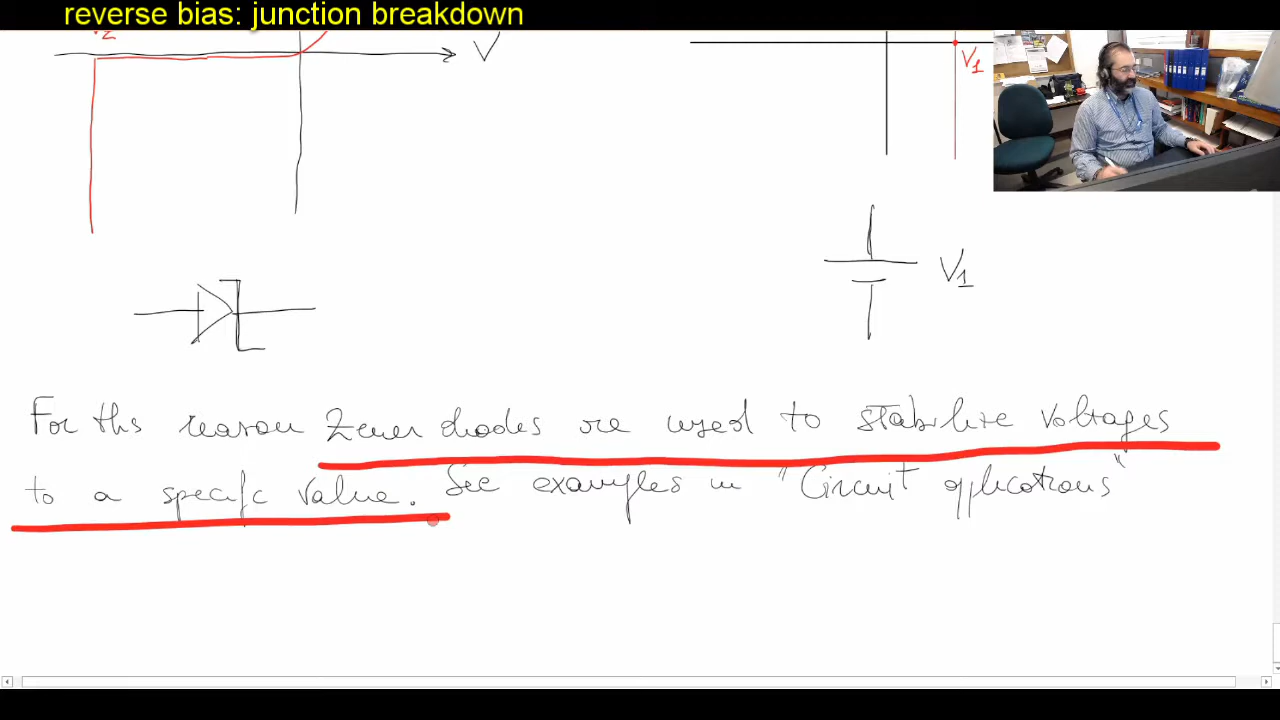 reverse bias: junction breakdown
V
V1
V1
For this reason Zener diodes are used to stabilize voltages
to a specific value. See examples in "Circuit applications"